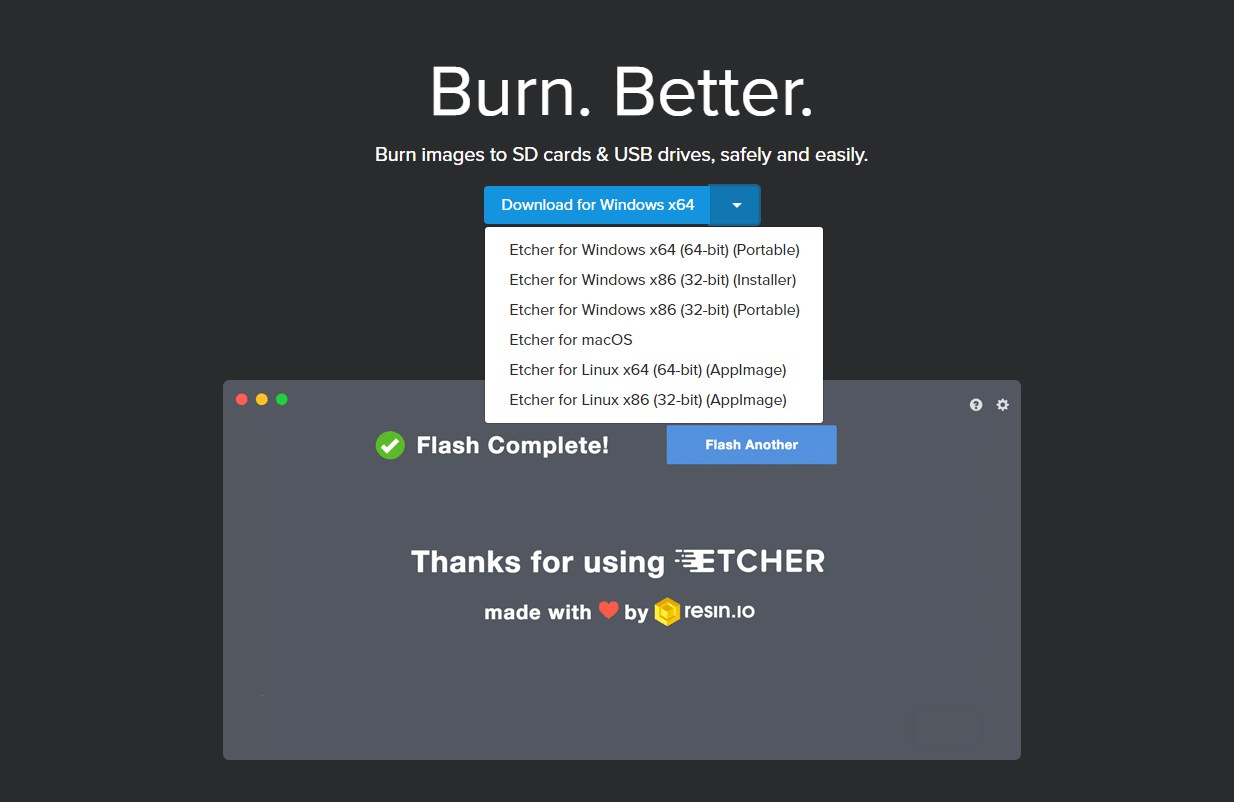 Burn. Better.
Burn images to SD cards & USB drives, safely and easily.
Download for Windows x64
Etcher for Windows x64 (64-bit) (Portable)
Etcher for Windows x86 (32-bit) (Installer)
Etcher for Windows x86 (32-bit) (Portable)
Etcher for macOS
Etcher for Linux x64 (64-bit) (AppImage)
Etcher for Linux x86 (32-bit) (AppImage)
Flash Complete!
Flash Another
Thanks for using ETCHER
made with ❤ by resin.io